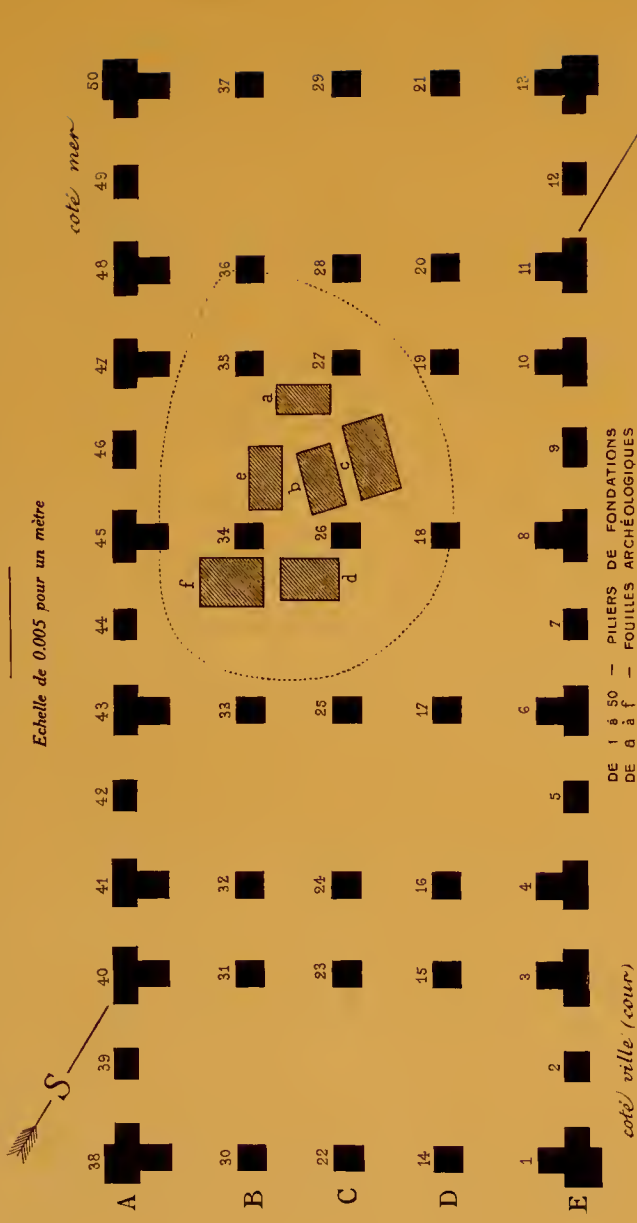 Echelle de 0.005 pour un mètre
S
coté mer
38 39 40 41 42 43 44 45 46 47 48 49 50
A
f
30 31 32 33 34 e 35 36 37
B
a
b
d
22 23 24 25 26 c 27 28 29
C
14 15 16 17 18 19 20 21
D
1 2 3 4 5 6 7 8 9 10 11 12 13
E
DE 1 à 50 — PILIERS DE FONDATIONS
DE a à f — FOUILLES ARCHÉOLOGIQUES
coté ville (cour)